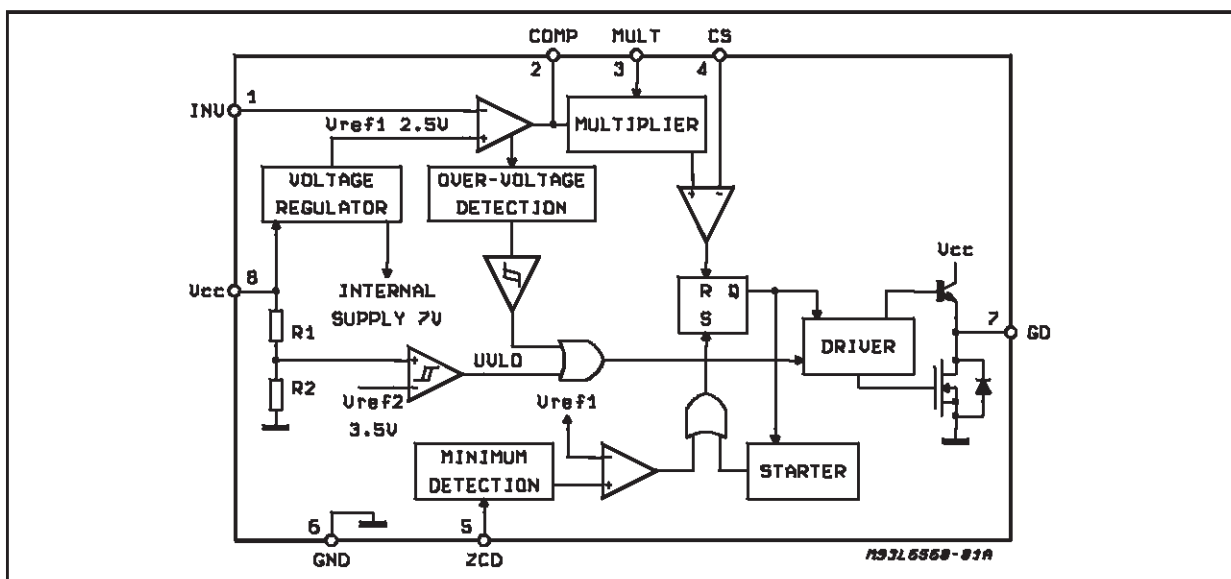 COMP MULT CS
2 3 4
1
INV
Vref1 2.5V
MULTIPLIER
VOLTAGE
REGULATOR
OVER-VOLTAGE
DETECTION
+ -
Vcc
8
Vcc
INTERNAL
SUPPLY 7V
R Q
S
R1
7
GD
DRIVER
UVLO
R2
Vref2
3.5V
Vref1
MINIMUM
DETECTION
STARTER
6
GND
5
ZCD
M93L6560-01A